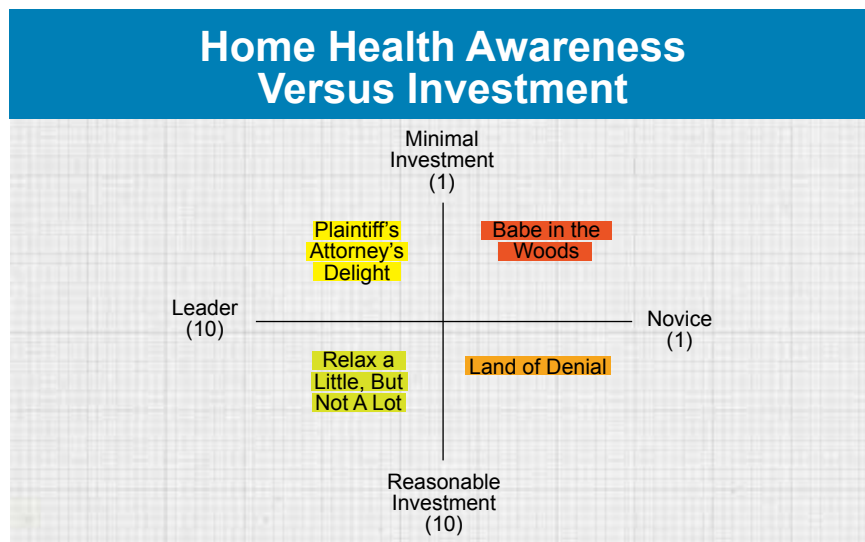 Home Health Awareness
Versus Investment
Minimal
Investment
(1)
Plaintiff's
Attorney's
Delight
Babe in the
Woods
Leader
(10)
Novice
(1)
Relax a
Little, But
Not A Lot
Land of Denial
Reasonable
Investment
(10)